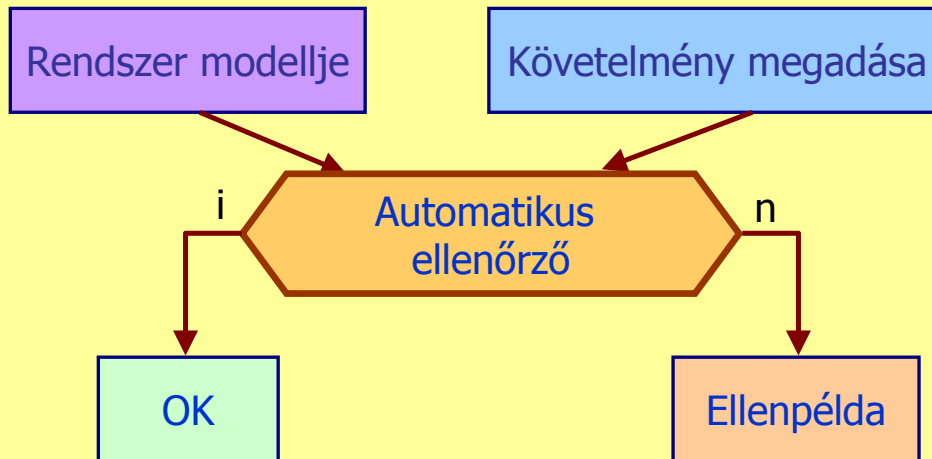 Rendszer modellje
Követelmény megadása
i
Automatikus
ellenőrző
n
OK
Ellenpélda